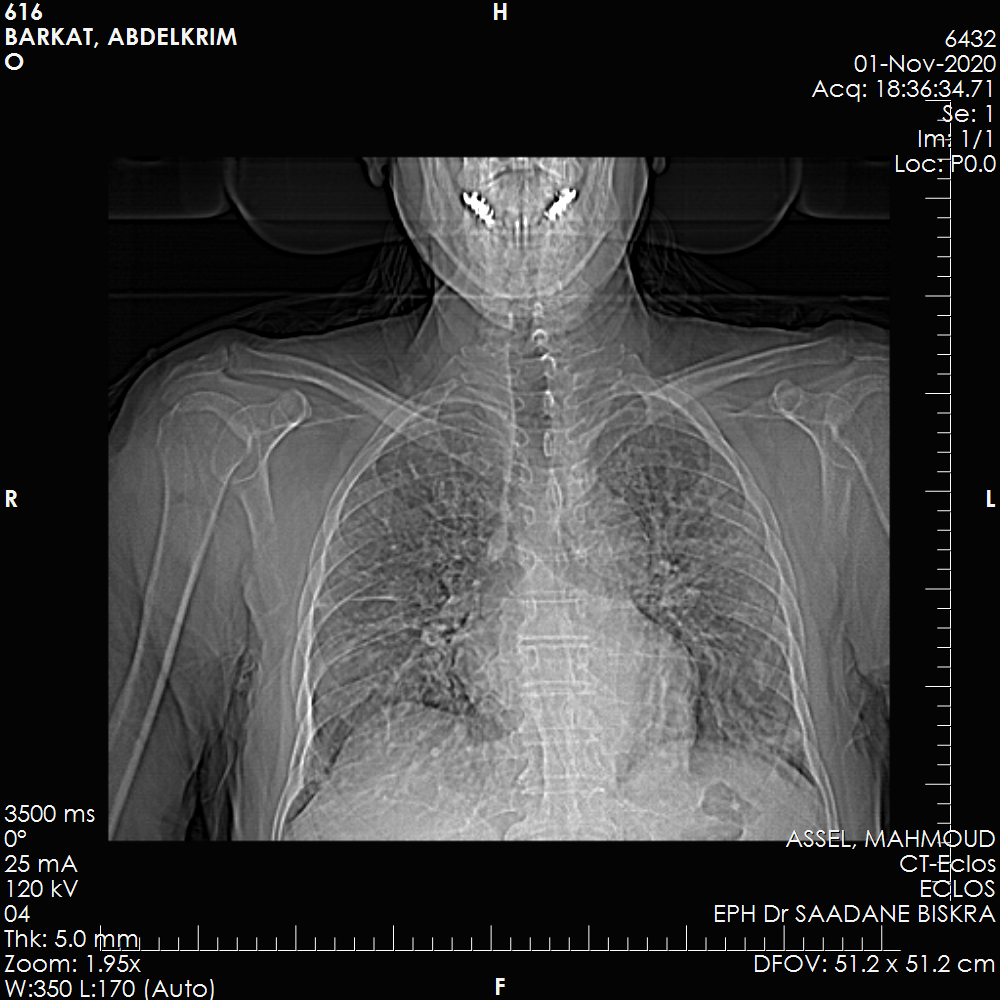 616
BARKAT, ABDELKRIM
O
H
6432
01-Nov-2020
Acq: 18:36:34.71
Se: 1
Im: 1/1
Loc: P0.0
R
L
3500 ms
0°
25 mA
120 kV
04
Thk: 5.0 mm
Zoom: 1.95x
W:350 L:170 (Auto)
F
ASSEL, MAHMOUD
CT-Eclos
ECLOS
EPH Dr SAADANE BISKRA
DFOV: 51.2 x 51.2 cm